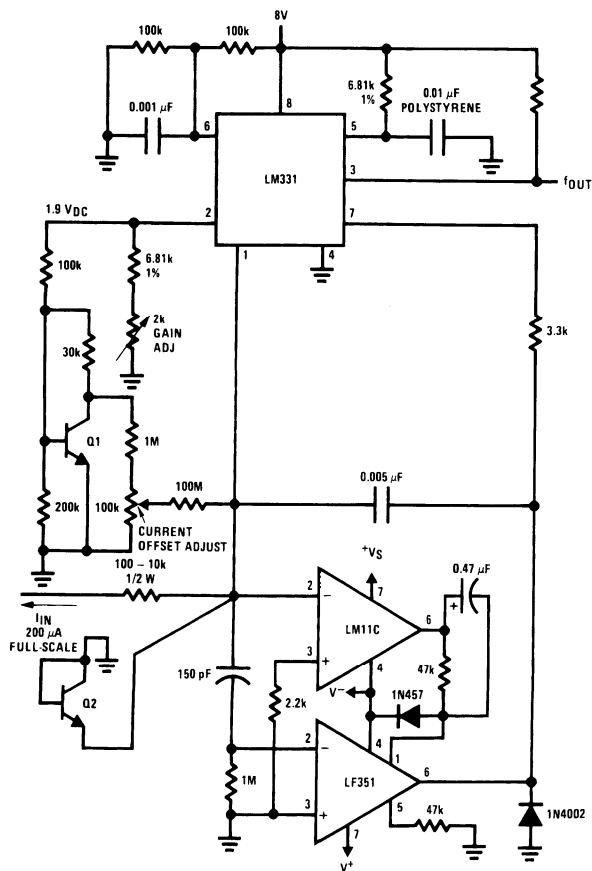 8V
100k
100k
6.81k
1%
0.01 μF
POLYSTYRENE
0.001 μF
8
6
5
LM331
3
fOUT
1.9 VDC
2
7
1
4
100k
6.81k
1%
2k
GAIN
ADJ
3.3k
30k
Q1
1M
200k
100k
100M
0.005 μF
CURRENT
OFFSET ADJUST
100 – 10k
1/2 W
+VS
7
0.47 μF
+
2
–
LM11C
6
IIN
200 μA
FULL-SCALE
3
+
4
47k
150 pF
V–
1N457
Q2
2.2k
4
1
2
–
1M
LF351
6
3
+
5
47k
1N4002
7
V+